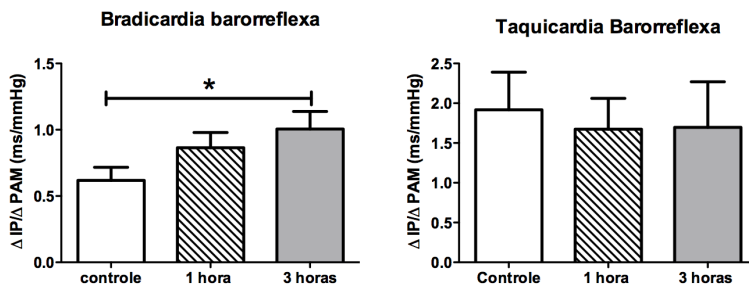 Bradicardia barorreflexa
Δ IP/Δ PAM (ms/mmHg)
1.5
1.0
0.5
0.0
*
controle
1 hora
3 horas
Taquicardia Barorreflexa
Δ IP/Δ PAM (ms/mmHg)
2.5
2.0
1.5
1.0
0.5
0.0
Controle
1 hora
3 horas